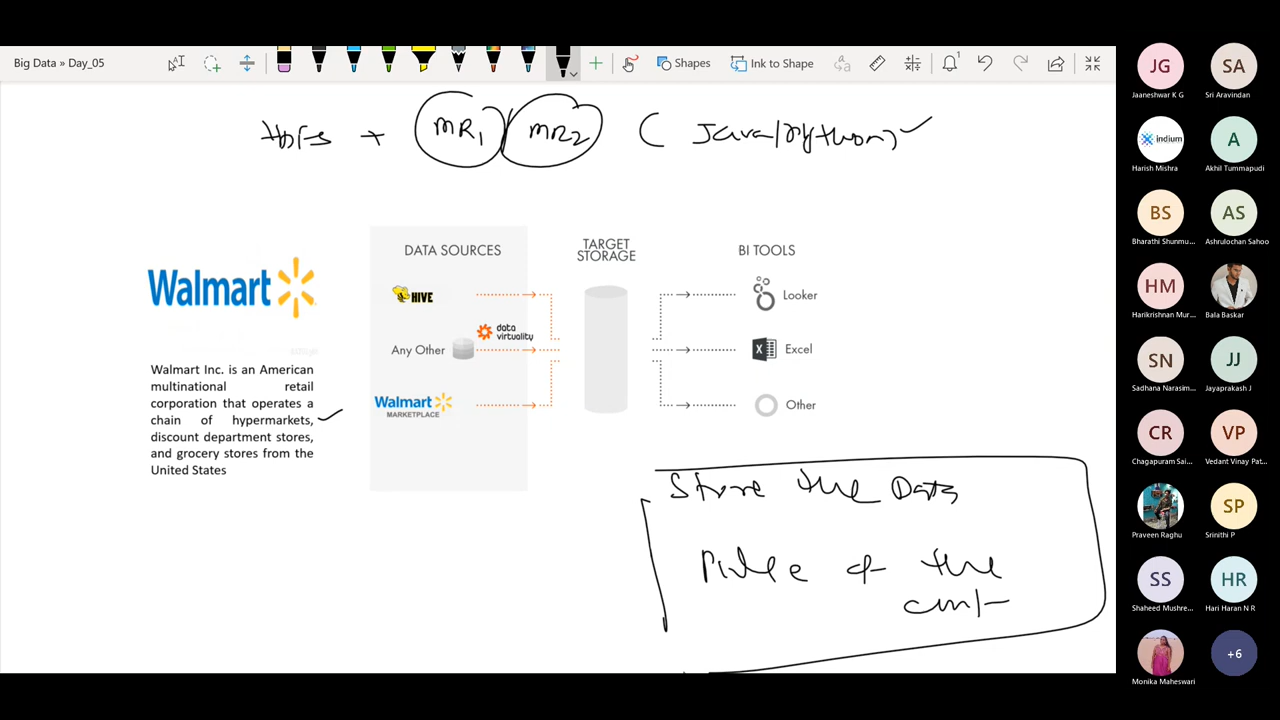 Big Data » Day_05
Shapes
Ink to Shape
HDFS + MR1 MR2 (Java/Python) ✓
Walmart
Walmart Inc. is an American
multinational retail
corporation that operates a
chain of hypermarkets,
discount department stores,
and grocery stores from the
United States
DATA SOURCES
HIVE
data
virtuality
Any Other
Walmart
MARKETPLACE
TARGET
STORAGE
BI TOOLS
Looker
Excel
Other
Store the Data
of the
JG
Jaaneshwar K G
SA
Sri Aravindan
indium
Harish Mishra
A
Akhil Tummapudi
BS
Bharathi Shunmu...
AS
Ashrulochan Sahoo
HM
Harikrishnan Mur...
Bala Baskar
SN
Sadhana Narasim...
JJ
Jayaprakash J
CR
Chagapuram Sai...
VP
Vedant Vinay Pat...
Praveen Raghu
SP
Srinithi P
SS
Shaheed Mushre...
HR
Hari Haran N R
Monika Maheswari
+6